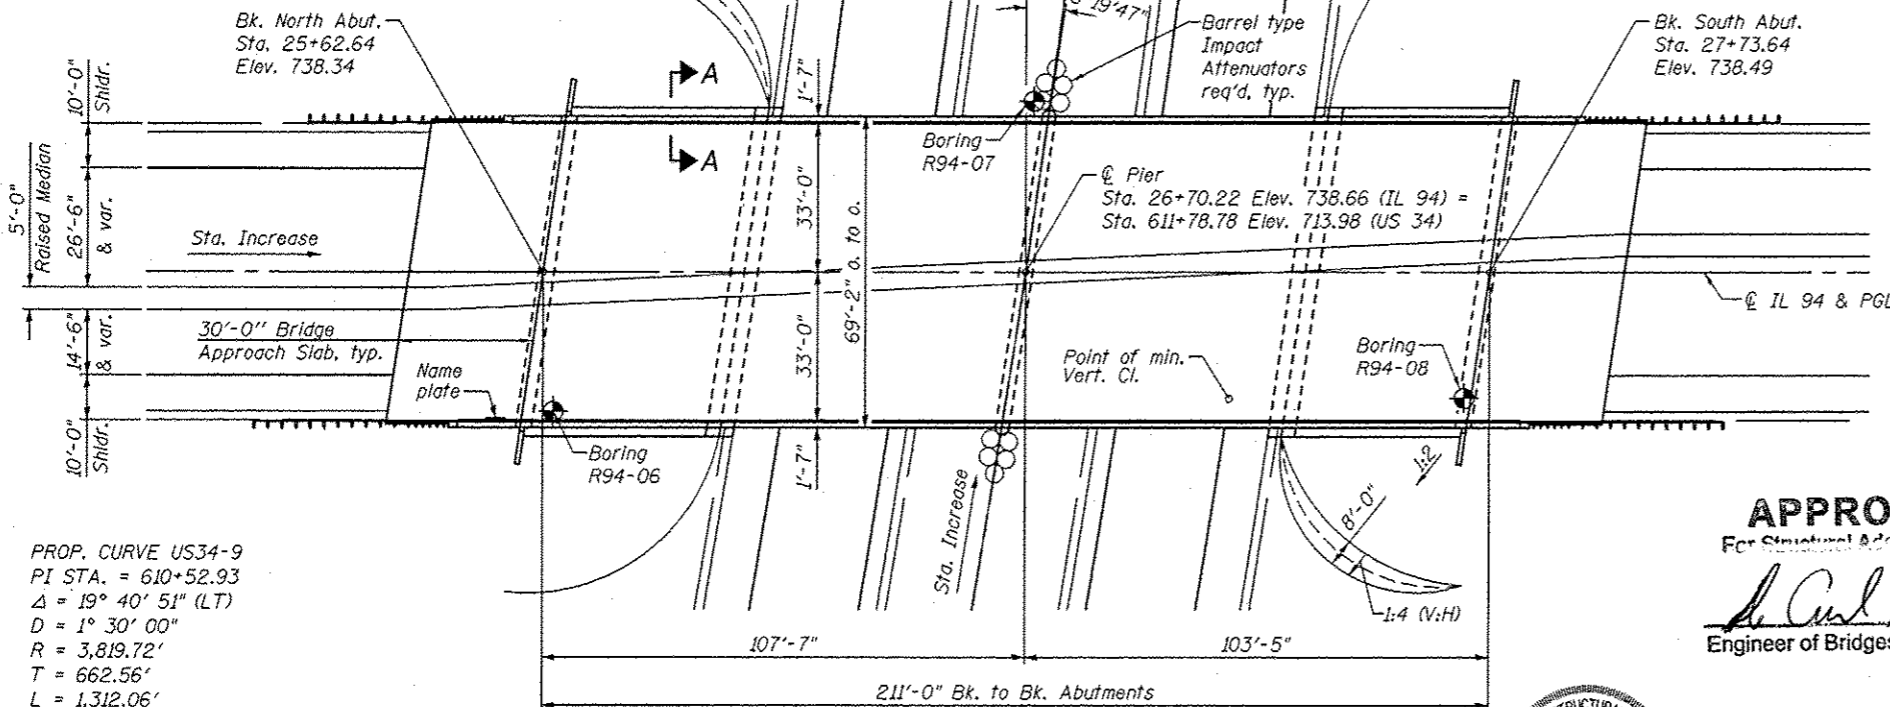 Bk. North Abut.
Sta. 25+62.64
Elev. 738.34
19'47"
Barrel type
Impact
Attenuators
req'd, typ.
Bk. South Abut.
Sta. 27+73.64
Elev. 738.49
10'-0"
Shldr.
A
A
1'-7"
Boring
R94-07
℄ Pier
Sta. 26+70.22 Elev. 738.66 (IL 94) =
Sta. 611+78.78 Elev. 713.98 (US 34)
5'-0"
Raised Median
26'-6"
& var.
Sta. Increase
33'-0"
69'-2" o. to o.
℄ IL 94 & PGL
14'-6"
& var.
30'-0" Bridge
Approach Slab, typ.
Name
plate
33'-0"
Point of min.
Vert. Cl.
Boring
R94-08
10'-0"
Shldr.
Boring
R94-06
1'-7"
Sta. Increase
1:2
8'-0"
1:4 (V:H)
APPRO
For Structural Ad
Engineer of Bridges
PROP. CURVE US34-9
PI STA. = 610+52.93
Δ = 19° 40' 51" (LT)
D = 1° 30' 00"
R = 3,819.72'
T = 662.56'
L = 1,312.06'
107'-7"
103'-5"
211'-0" Bk. to Bk. Abutments